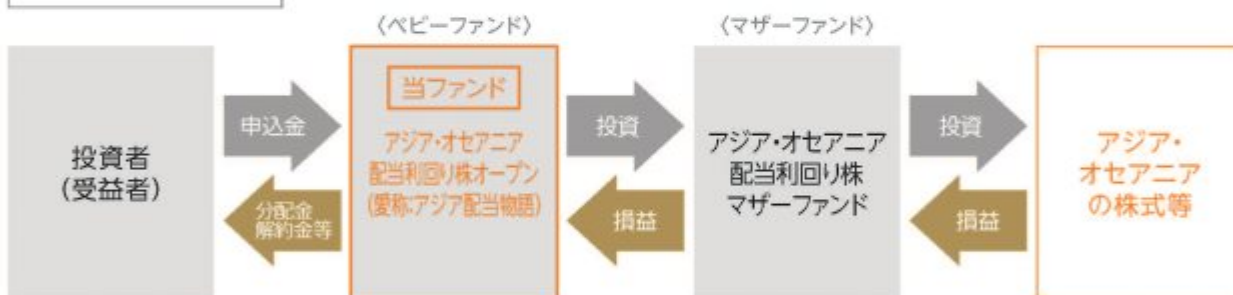 〈ベビーファンド〉
〈マザーファンド〉
投資者
(受益者)
申込金
分配金
解約金等
当ファンド
アジア・オセアニア
配当利回り株オープン
(愛称:アジア配当物語)
投資
損益
アジア・オセアニア
配当利回り株
マザーファンド
投資
損益
アジア・
オセアニア
の株式等